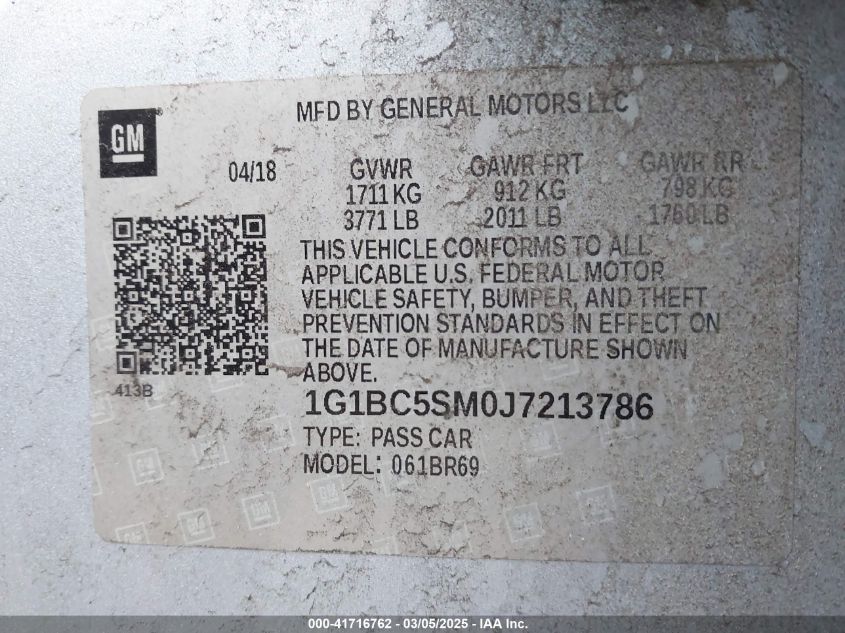 MFD BY GENERAL MOTORS LLC
GM
04/18 GVWR GAWR FRT GAWR RR
1711 KG 912 KG 798 KG
3771 LB 2011 LB 1760 LB
THIS VEHICLE CONFORMS TO ALL
APPLICABLE U.S. FEDERAL MOTOR
VEHICLE SAFETY, BUMPER, AND THEFT
PREVENTION STANDARDS IN EFFECT ON
THE DATE OF MANUFACTURE SHOWN
ABOVE.
413B
1G1BC5SM0J7213786
TYPE: PASS CAR
MODEL: 061BR69
000-41716762 - 03/05/2025 - IAA Inc.